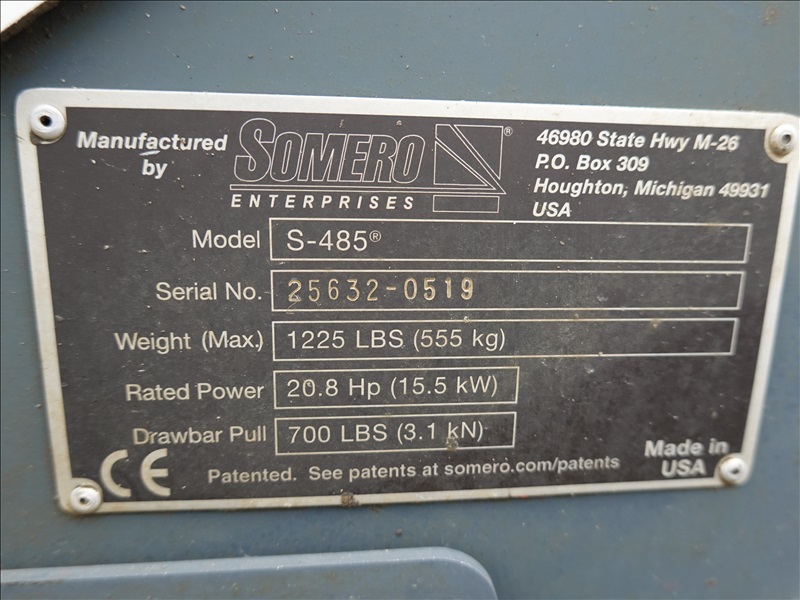 Manufactured by
SOMERO®
ENTERPRISES
46980 State Hwy M-26
P.O. Box 309
Houghton, Michigan 49931
USA
Model S-485®
Serial No. 25632-0519
Weight (Max.) 1225 LBS (555 kg)
Rated Power 20.8 Hp (15.5 kW)
Drawbar Pull 700 LBS (3.1 kN)
CE
Patented. See patents at somero.com/patents
Made in
USA